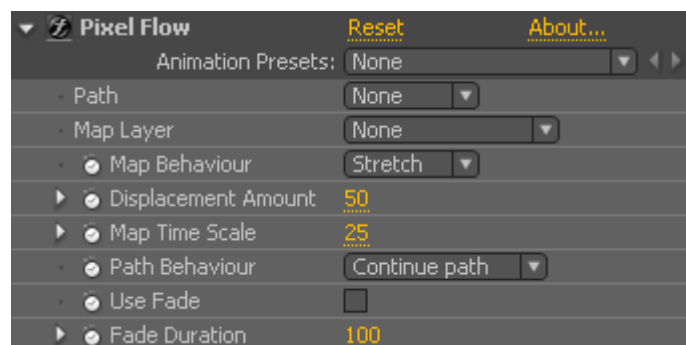 Pixel Flow Reset About...
Animation Presets: None
Path None
Map Layer None
Map Behaviour Stretch
Displacement Amount 50
Map Time Scale 25
Path Behaviour Continue path
Use Fade
Fade Duration 100